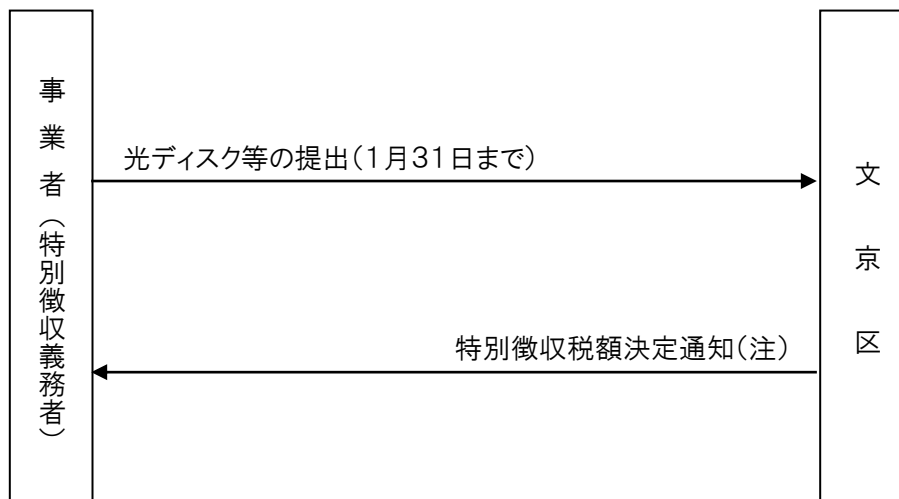 事業者（特別徴収義務者）
光ディスク等の提出（１月３１日まで）
特別徴収税額決定通知（注）
文京区